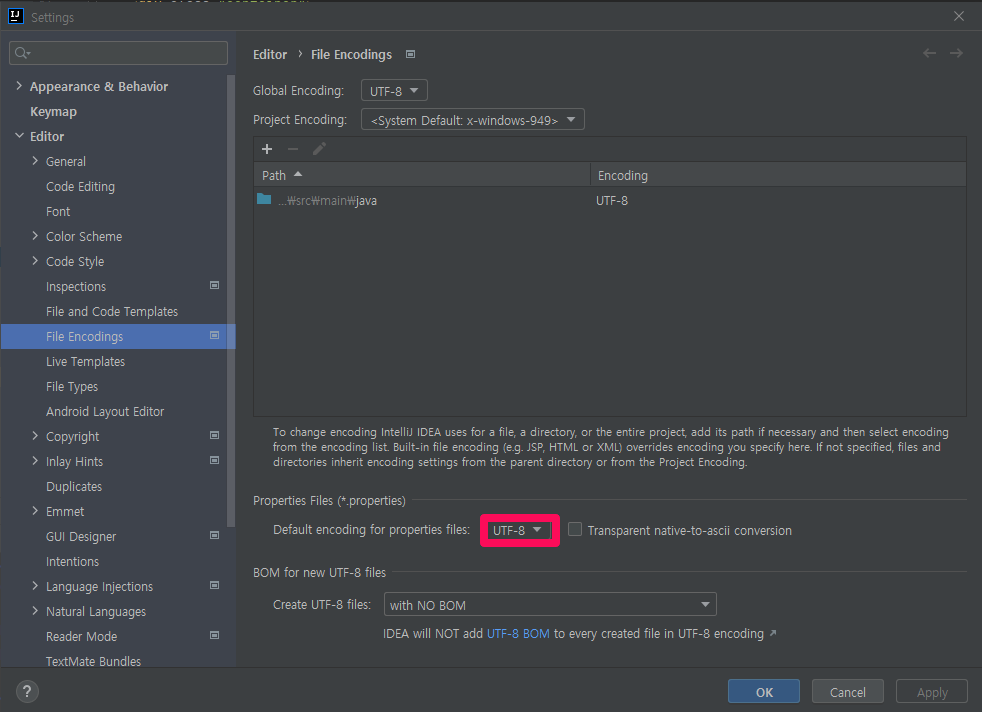 Settings
Editor › File Encodings
Appearance & Behavior
Keymap
Editor
General
Code Editing
Font
Color Scheme
Code Style
Inspections
File and Code Templates
File Encodings
Live Templates
File Types
Android Layout Editor
Copyright
Inlay Hints
Duplicates
Emmet
GUI Designer
Intentions
Language Injections
Natural Languages
Reader Mode
TextMate Bundles
Global Encoding: UTF-8
Project Encoding: <System Default: x-windows-949>
Path Encoding
...₩src₩main₩java UTF-8
To change encoding IntelliJ IDEA uses for a file, a directory, or the entire project, add its path if necessary and then select encoding
from the encoding list. Built-in file encoding (e.g. JSP, HTML or XML) overrides encoding you specify here. If not specified, files and
directories inherit encoding settings from the parent directory or from the Project Encoding.
Properties Files (*.properties)
Default encoding for properties files: UTF-8 Transparent native-to-ascii conversion
BOM for new UTF-8 files
Create UTF-8 files: with NO BOM
IDEA will NOT add UTF-8 BOM to every created file in UTF-8 encoding ↗
? OK Cancel Apply